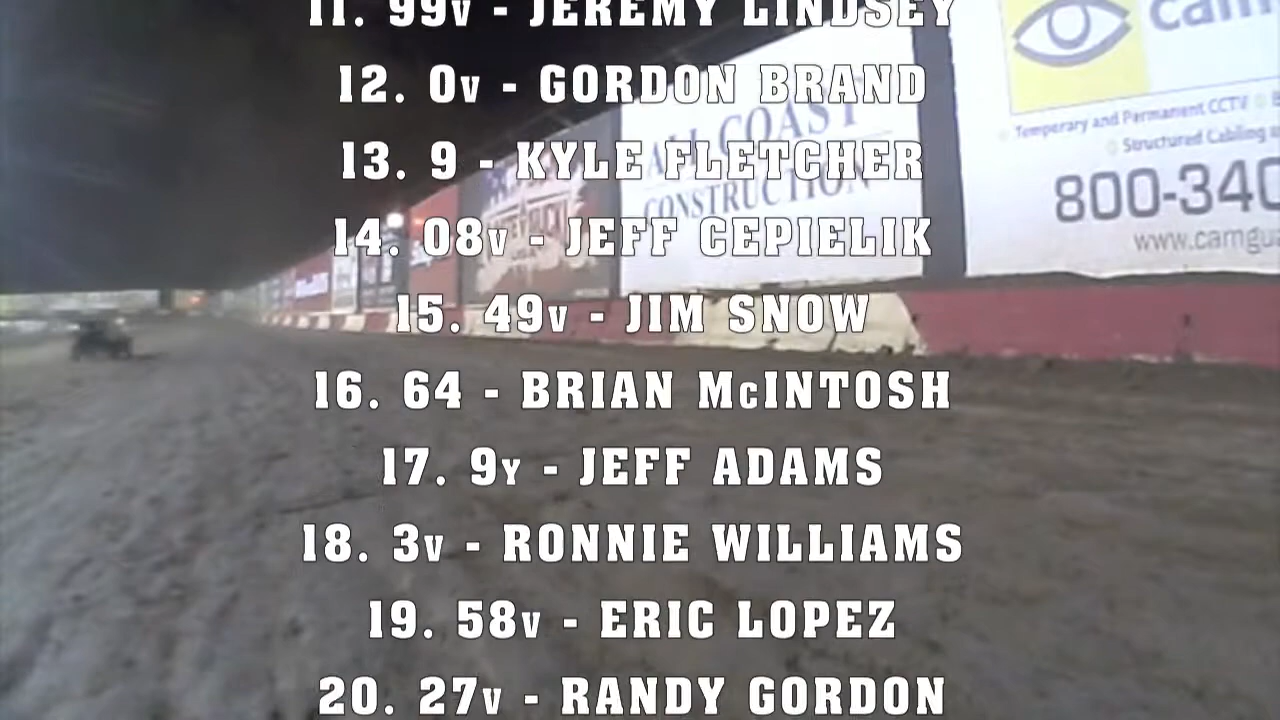 11. 99v - JEREMY LINDSEY
12. 0v - GORDON BRAND
13. 9 - KYLE FLETCHER
14. 08v - JEFF CEPIELIK
15. 49v - JIM SNOW
16. 64 - BRIAN McINTOSH
17. 9Y - JEFF ADAMS
18. 3v - RONNIE WILLIAMS
19. 58v - ERIC LOPEZ
20. 27v - RANDY GORDON
ALL COAST
CONSTRUCTION
Temporary and Permanent CCTV
Structured Cabling
800-340
www.camgua